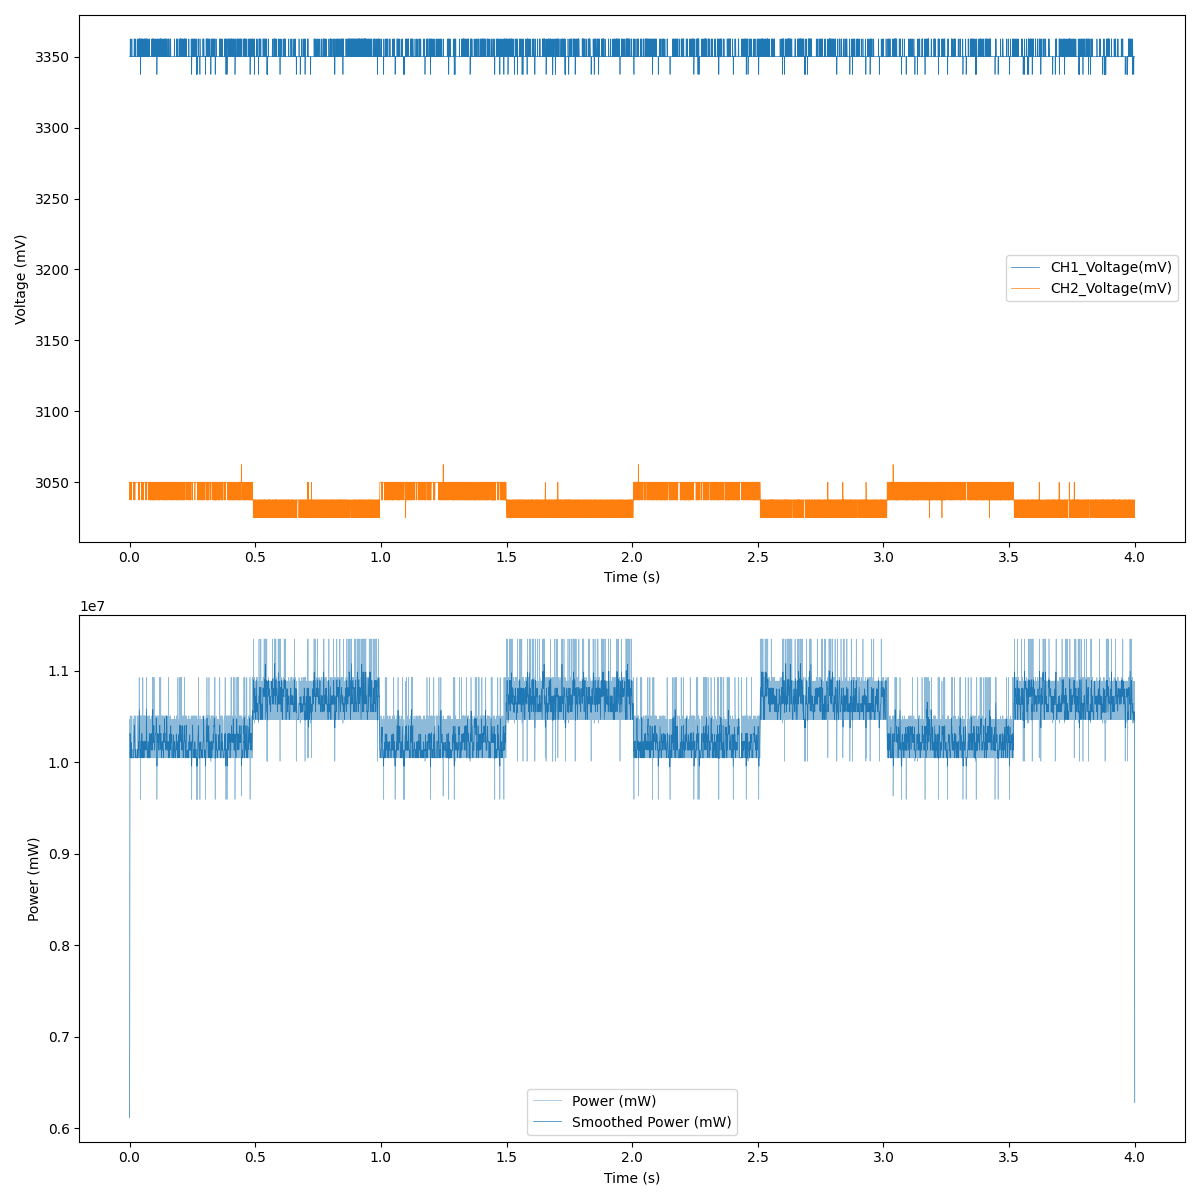 3350
3300
3250
3200
3150
3100
3050
Voltage (mV)
CH1_Voltage(mV)
CH2_Voltage(mV)
0.0 0.5 1.0 1.5 2.0 2.5 3.0 3.5 4.0
Time (s)
1e7
1.1
1.0
0.9
0.8
0.7
0.6
Power (mW)
Power (mW)
Smoothed Power (mW)
0.0 0.5 1.0 1.5 2.0 2.5 3.0 3.5 4.0
Time (s)